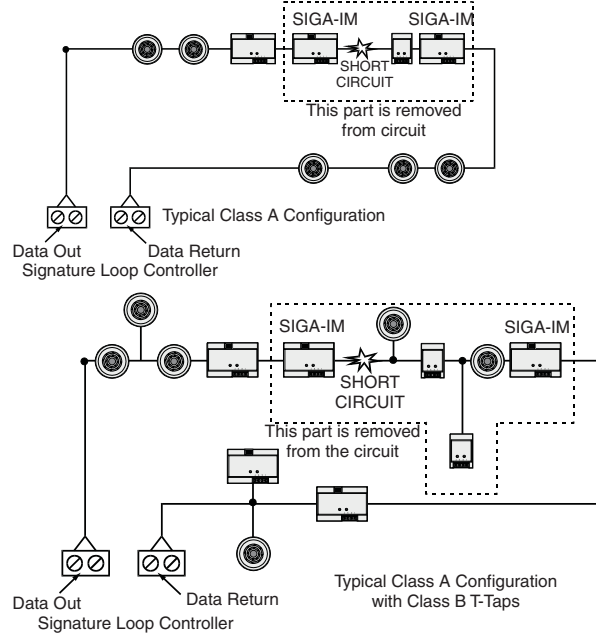 SIGA-IM
SIGA-IM
SHORT
CIRCUIT
This part is removed
from circuit
Typical Class A Configuration
Data Out
Data Return
Signature Loop Controller
SIGA-IM
SIGA-IM
SHORT
CIRCUIT
This part is removed
from the circuit
Typical Class A Configuration
with Class B T-Taps
Data Out
Data Return
Signature Loop Controller